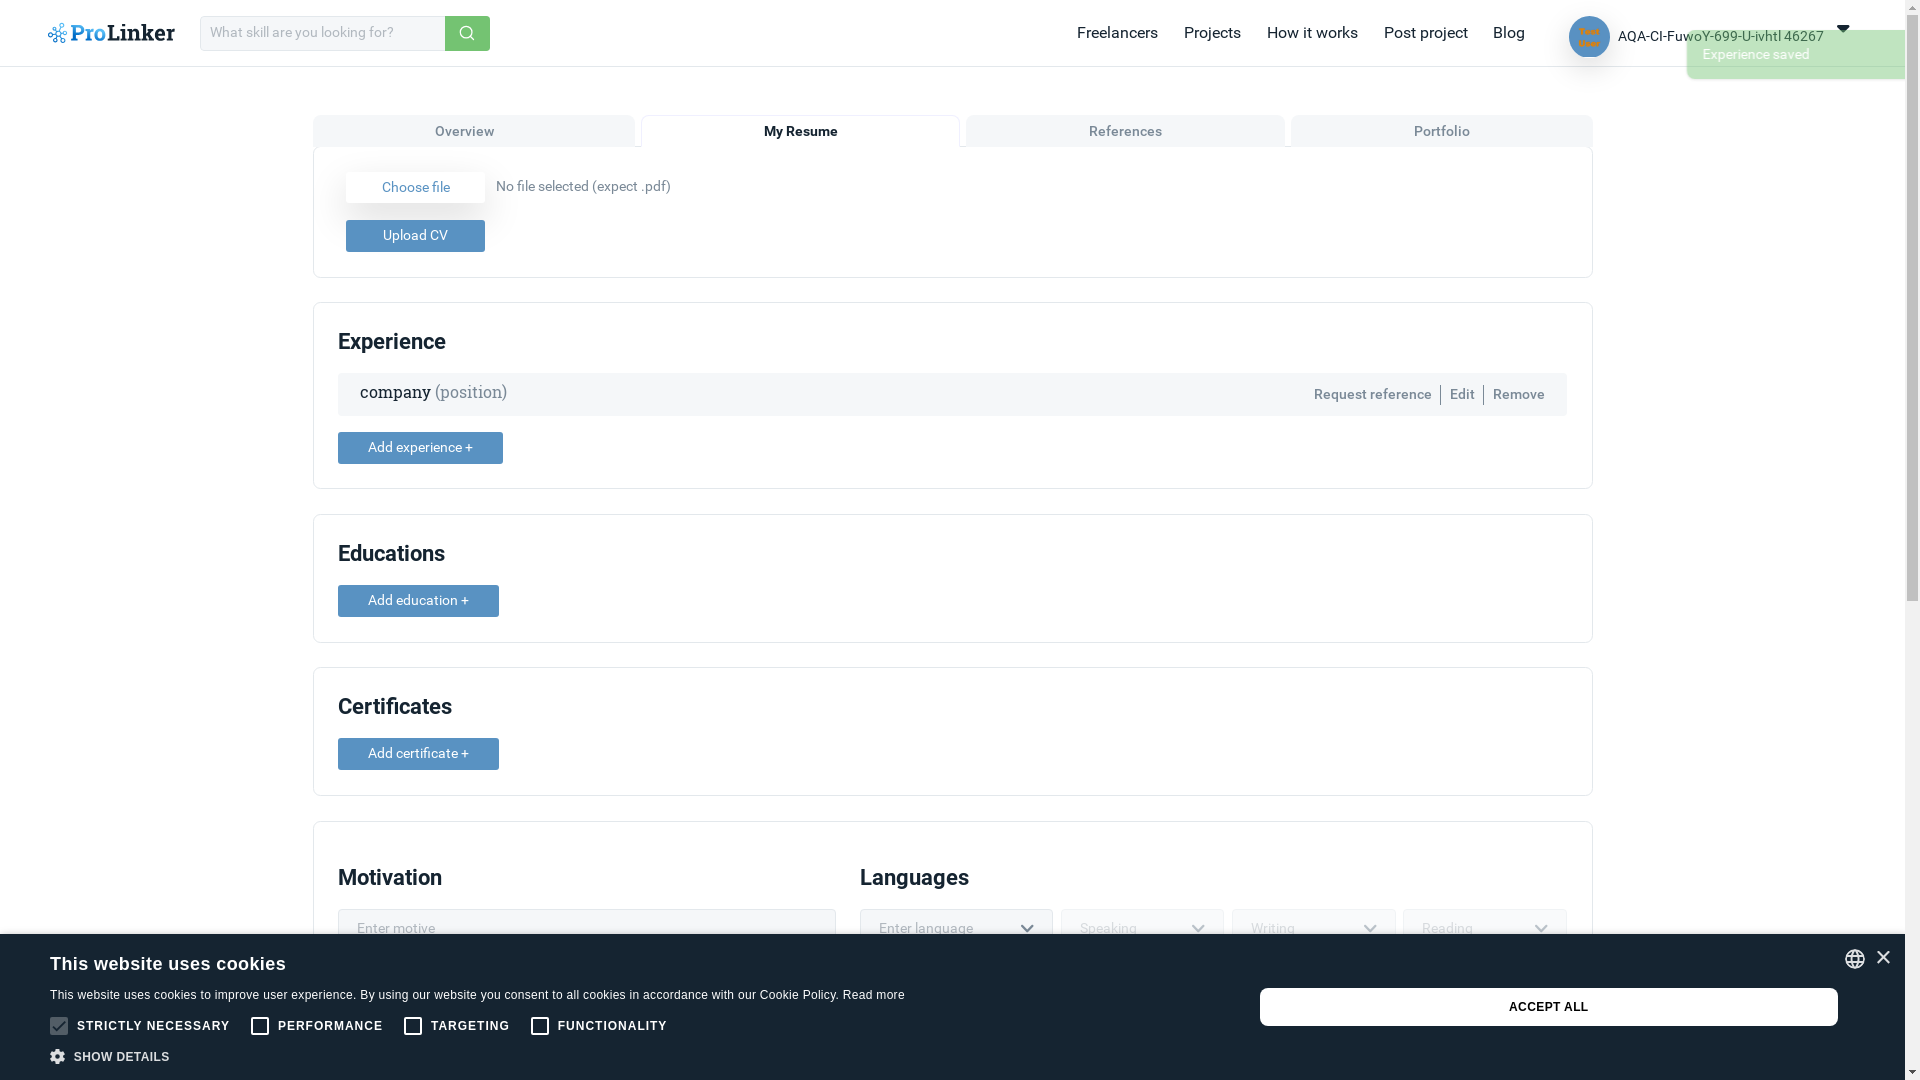 ProLinker
What skill are you looking for?
Freelancers
Projects
How it works
Post project
Blog
Test
User
AQA-CI-FuwoY-699-U-ivhtl 46267
Experience saved
Overview
My Resume
References
Portfolio
Choose file
No file selected (expect .pdf)
Upload CV
Experience
company (position)
Request reference
Edit
Remove
Add experience +
Educations
Add education +
Certificates
Add certificate +
Motivation
Languages
Enter motive
Enter language
Speaking
Writing
Reading
This website uses cookies
This website uses cookies to improve user experience. By using our website you consent to all cookies in accordance with our Cookie Policy. Read more
STRICTLY NECESSARY
PERFORMANCE
TARGETING
FUNCTIONALITY
SHOW DETAILS
ACCEPT ALL